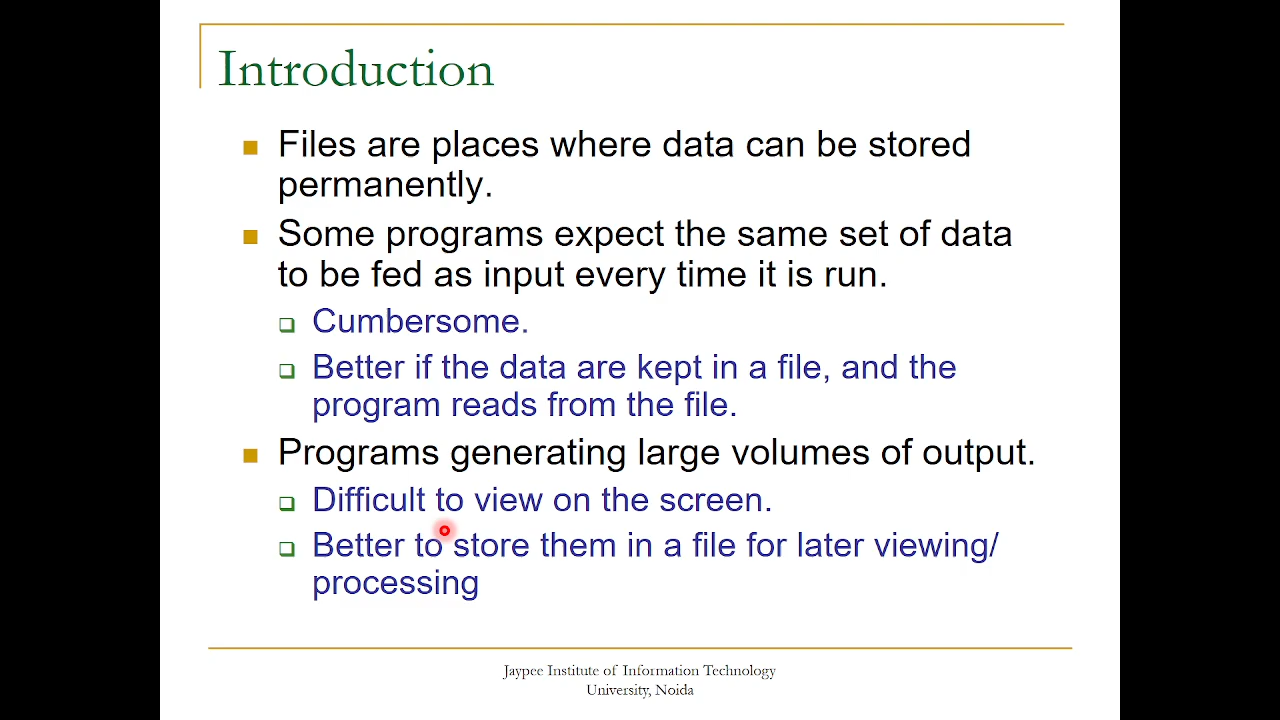 Introduction
Files are places where data can be stored
permanently.
Some programs expect the same set of data
to be fed as input every time it is run.
Cumbersome.
Better if the data are kept in a file, and the
program reads from the file.
Programs generating large volumes of output.
Difficult to view on the screen.
Better to store them in a file for later viewing/
processing
Jaypee Institute of Information Technology
University, Noida